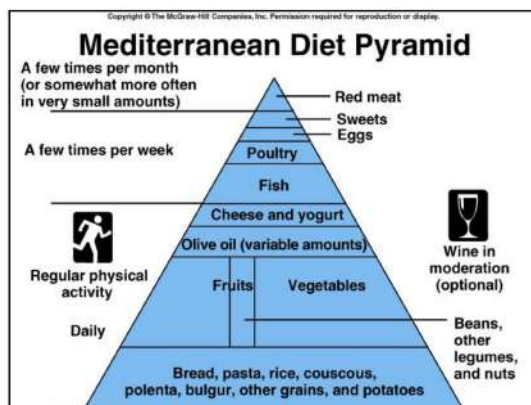 Copyright © The McGraw-Hill Companies, Inc. Permission required for reproduction or display.
Mediterranean Diet Pyramid
A few times per month
(or somewhat more often
in very small amounts)
Red meat
Sweets
Eggs
A few times per week
Poultry
Fish
Cheese and yogurt
Olive oil (variable amounts)
Regular physical
activity
Wine in
moderation
(optional)
Fruits
Vegetables
Daily
Beans,
other
legumes,
and nuts
Bread, pasta, rice, couscous,
polenta, bulgur, other grains, and potatoes